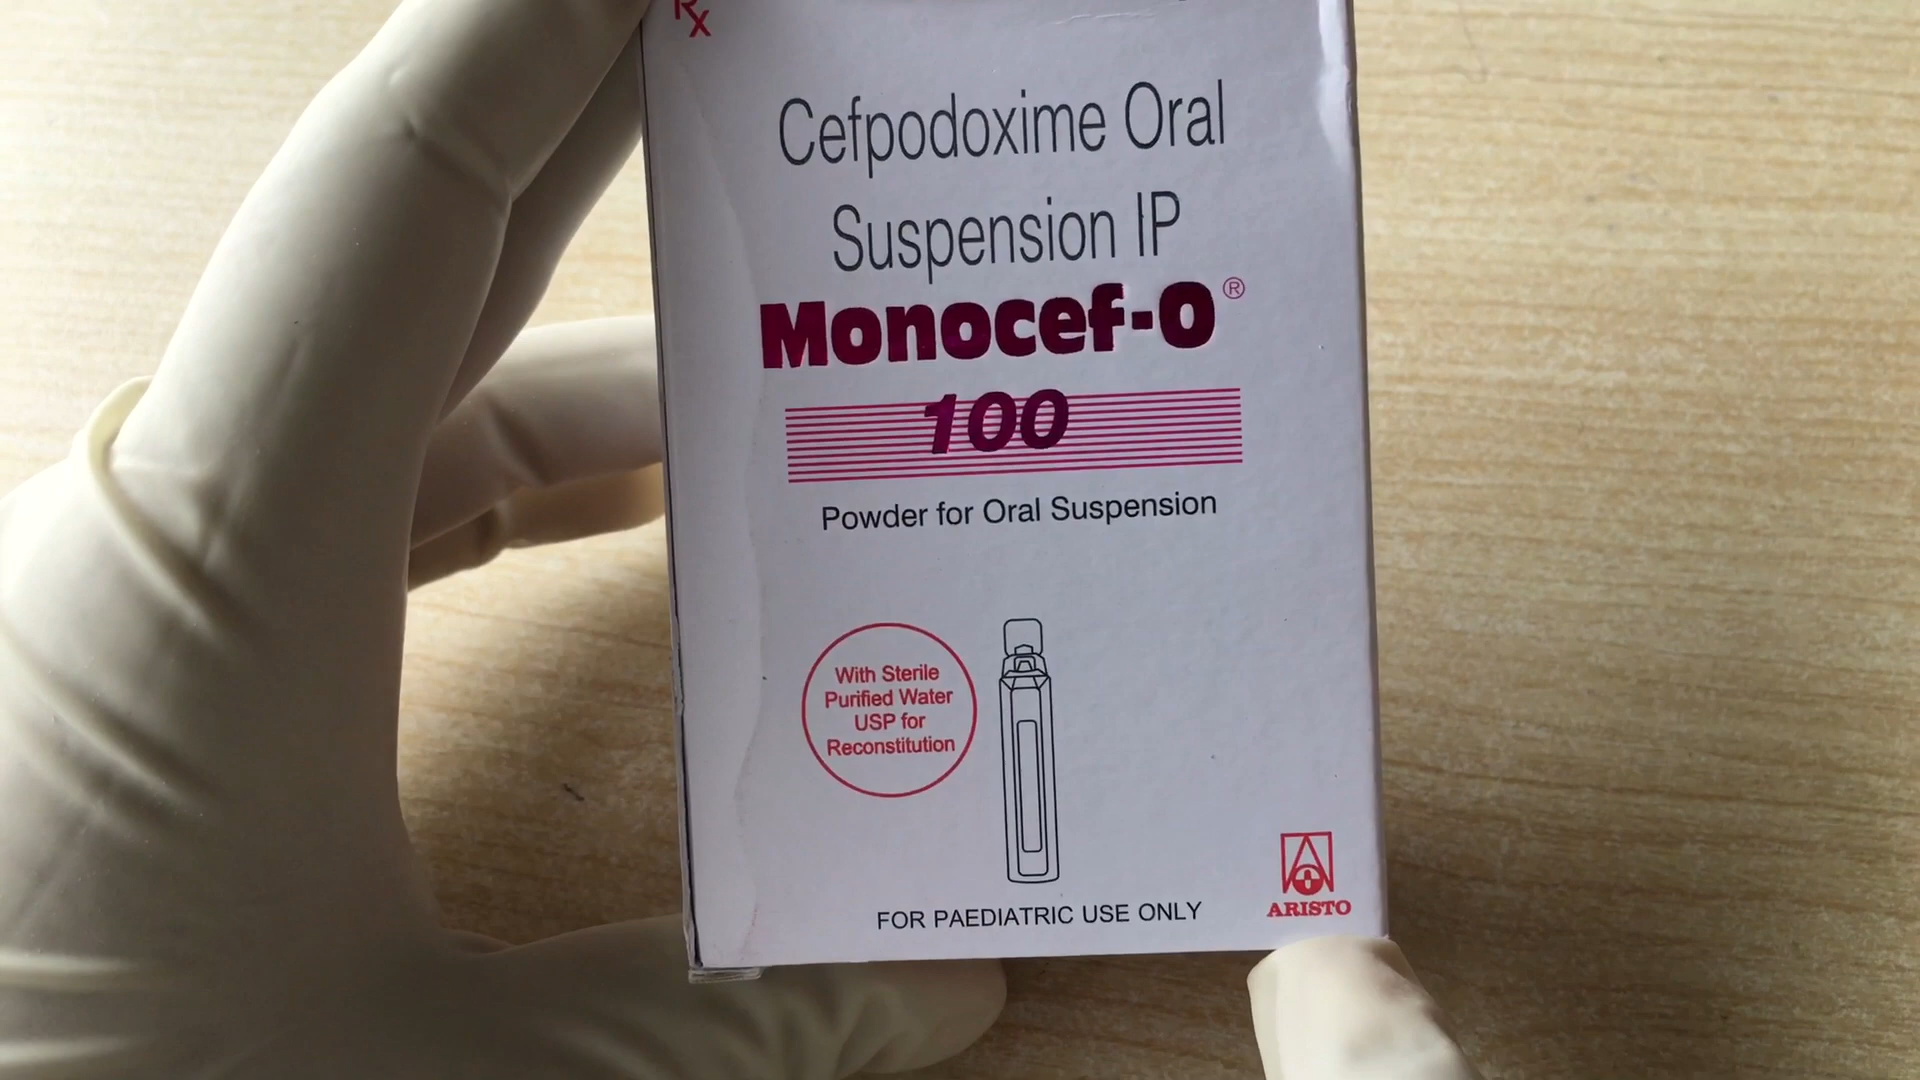 Rx
Cefpodoxime Oral
Suspension IP
Monocef-O®
100
Powder for Oral Suspension
With Sterile
Purified Water
USP for
Reconstitution
FOR PAEDIATRIC USE ONLY
ARISTO